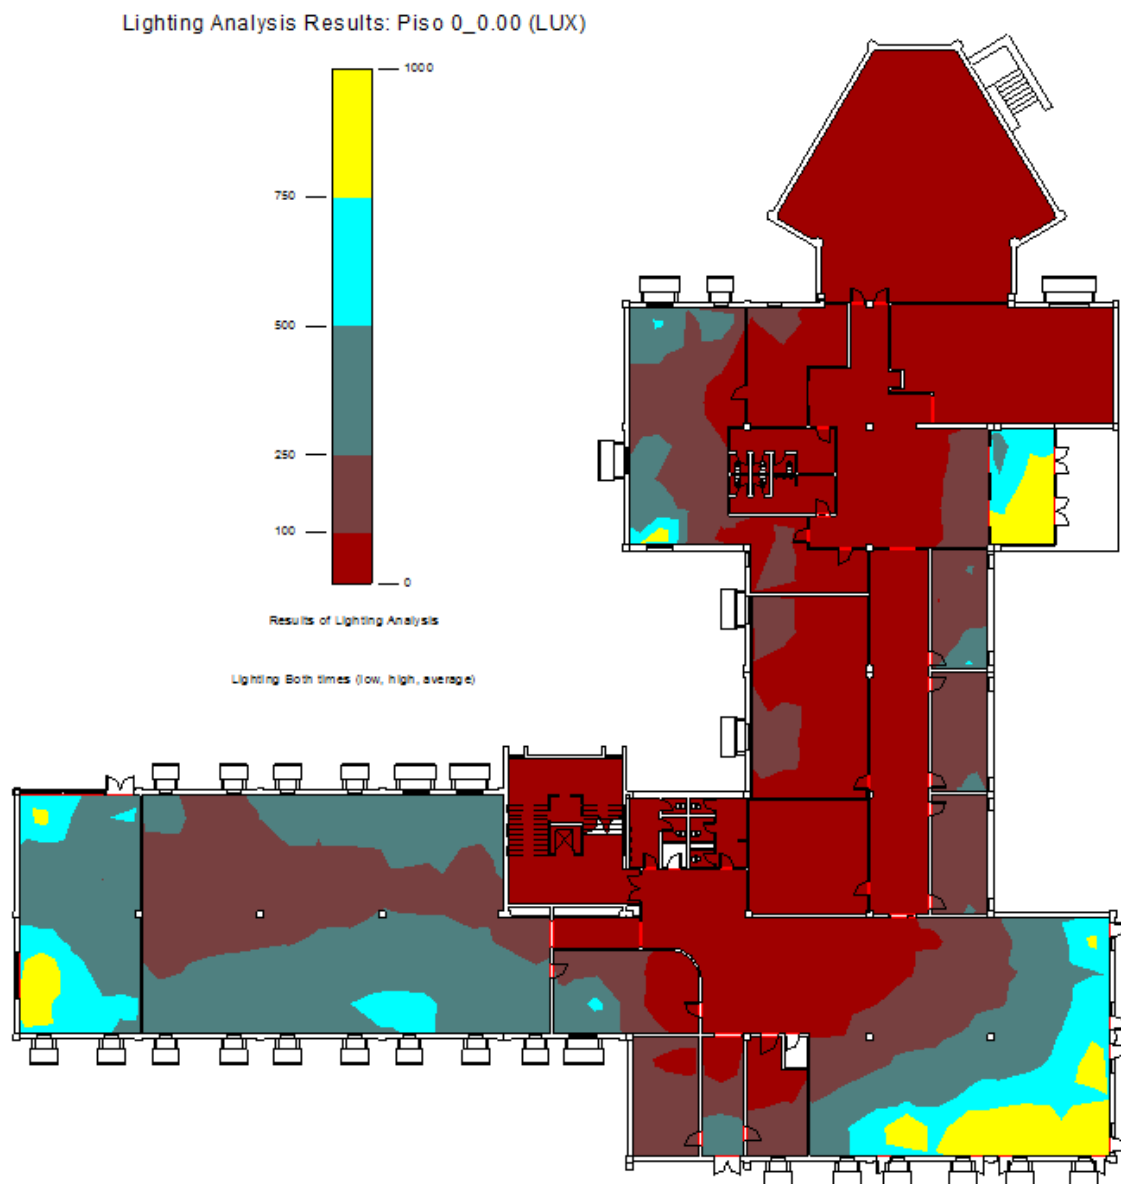 Lighting Analysis Results: Piso 0_0.00 (LUX)
1000
750
500
250
100
0
Results of Lighting Analysis
Lighting Both times (low, high, average)